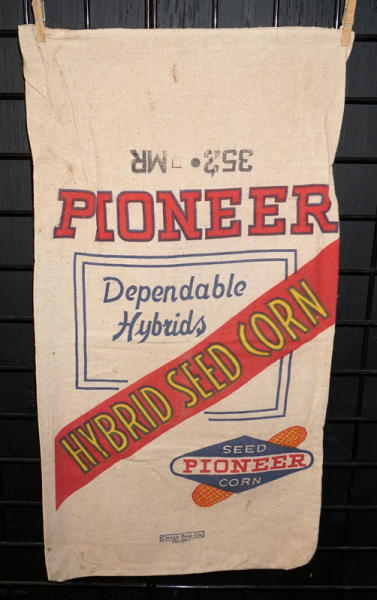 352 •
MR
PIONEER
Dependable
Hybrids
HYBRID SEED CORN
SEED
PIONEER
CORN
CHASE BAG CO.